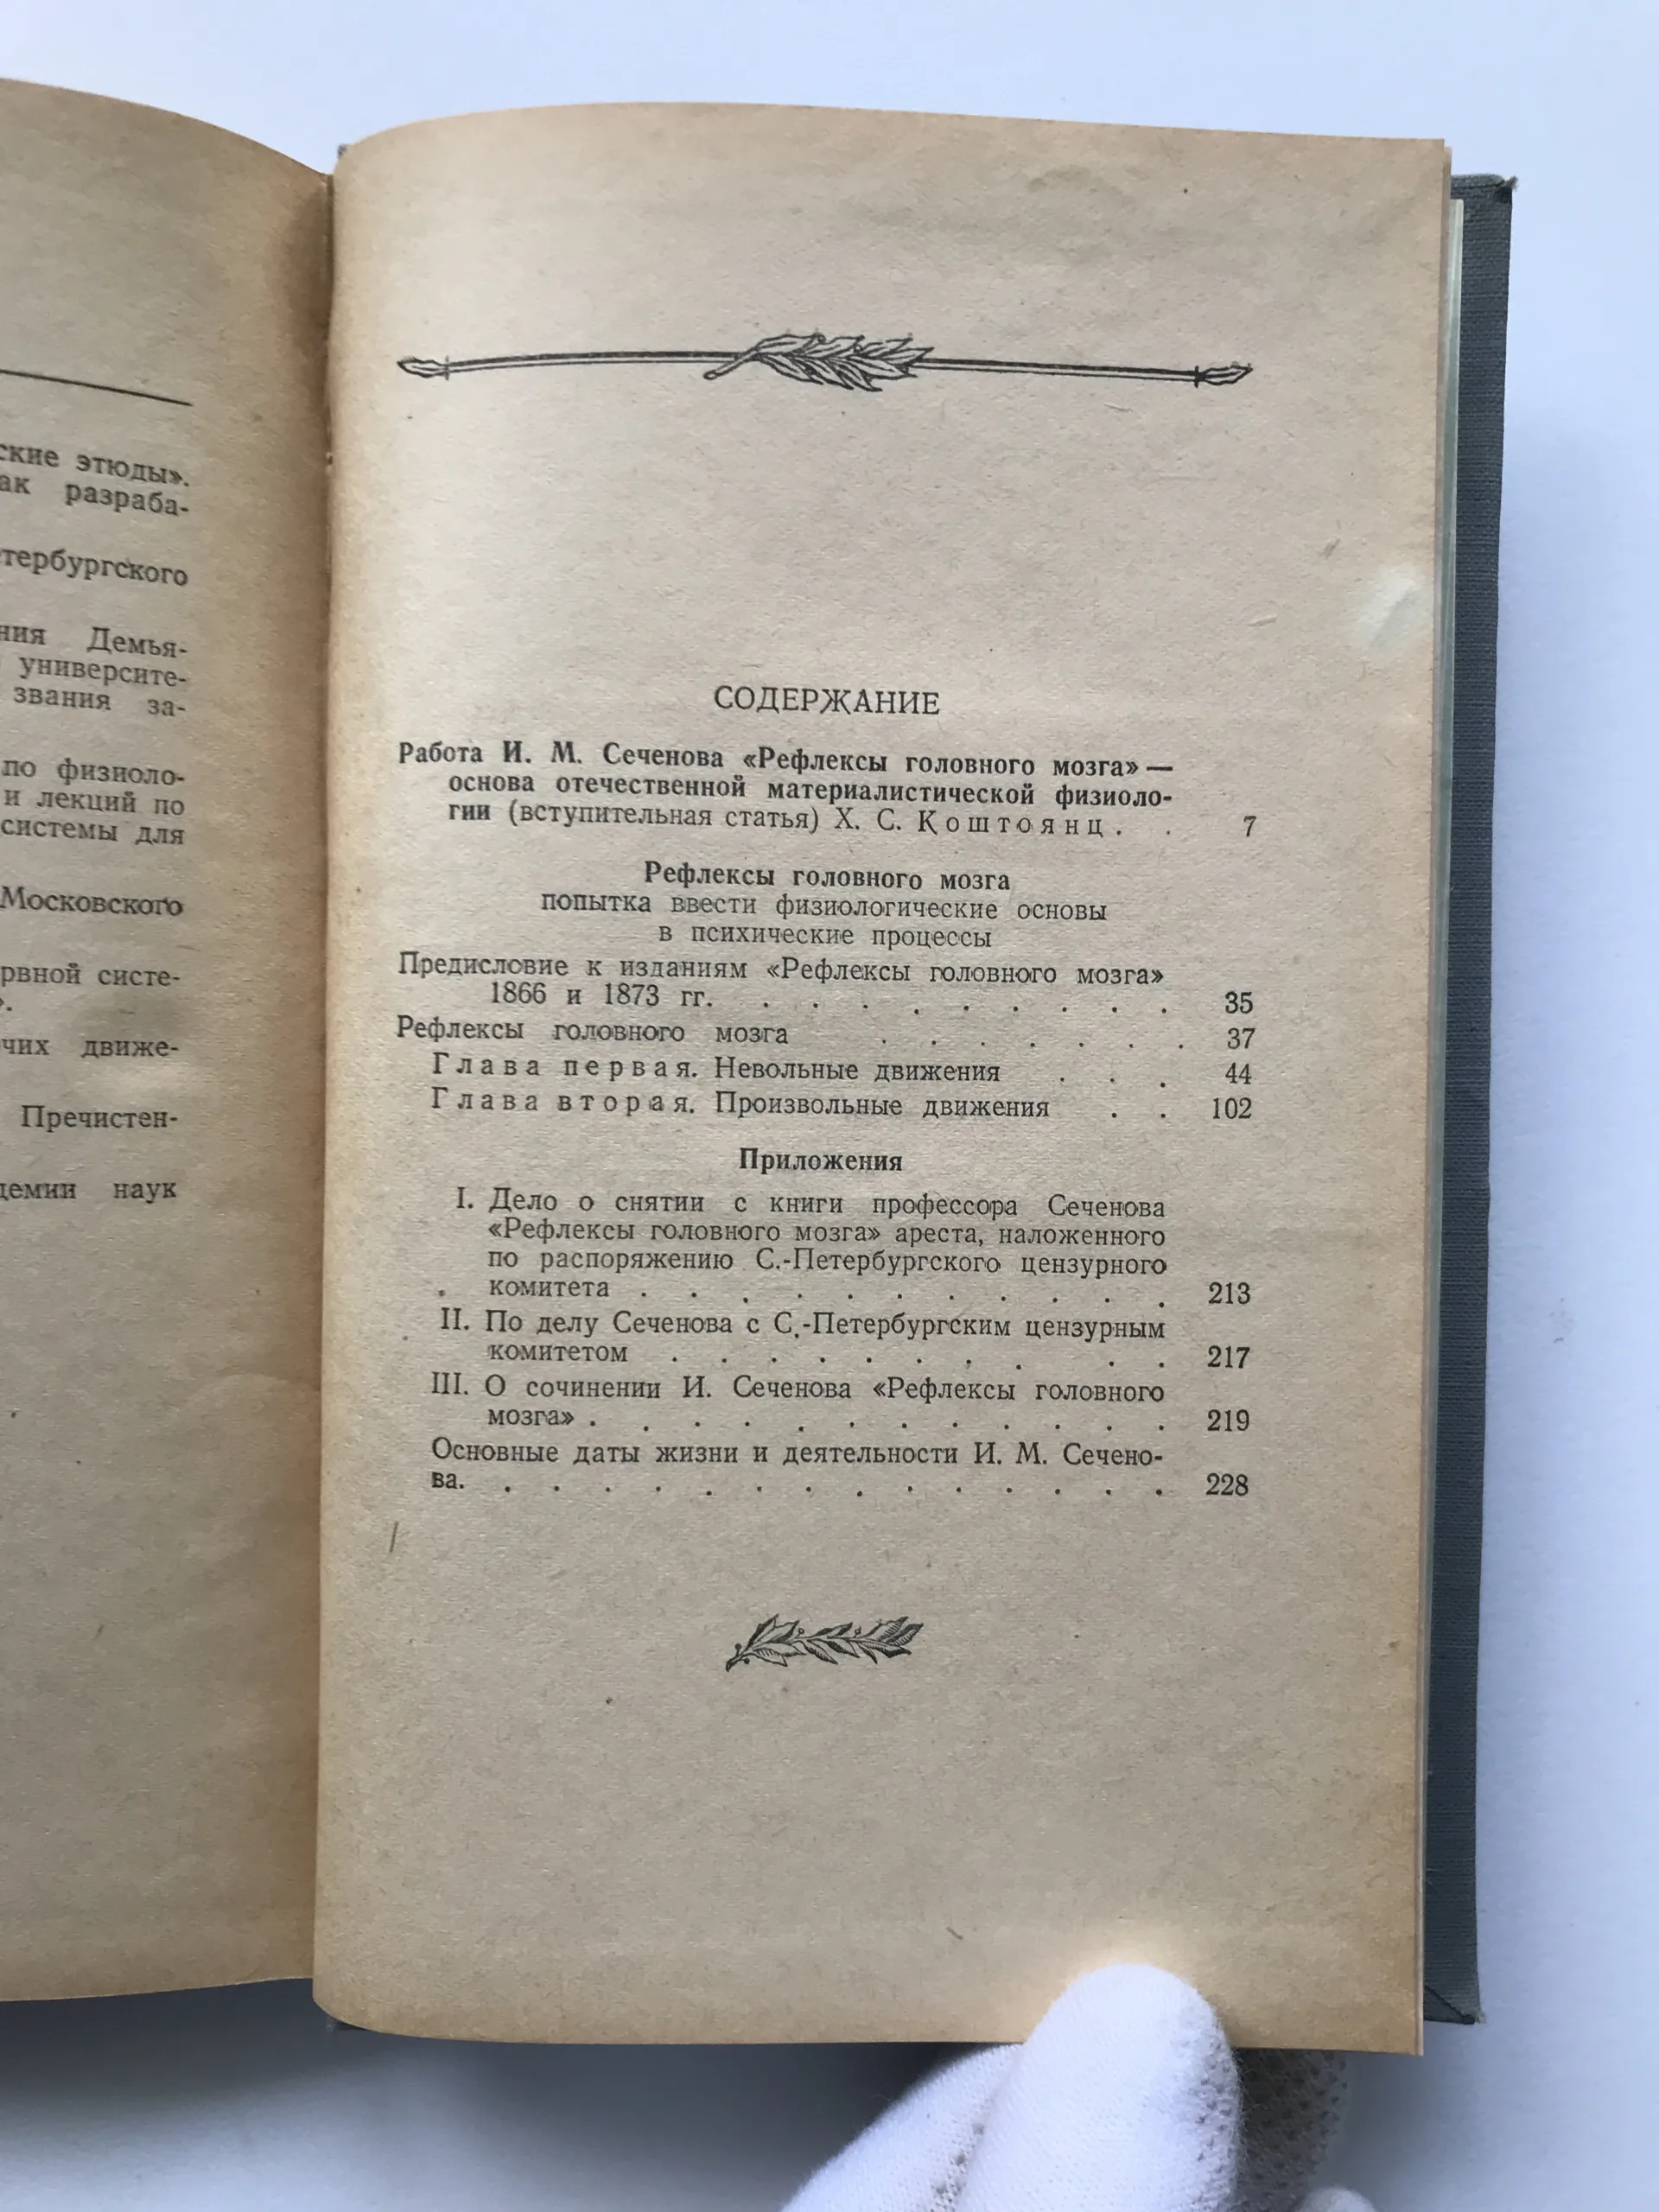 ские этюды».
ак разраба-
тербургского
ния Демья-
университе-
звания за-
по физиоло-
и лекций по
системы для
Московского
рвной систе-
».
чих движе-
Пречистен-
демии наук
СОДЕРЖАНИЕ
Работа И. М. Сеченова «Рефлексы головного мозга» —
основа отечественной материалистической физиоло-
гии (вступительная статья) Х. С. Коштоянц . . 7
Рефлексы головного мозга
попытка ввести физиологические основы
в психические процессы
Предисловие к изданиям «Рефлексы головного мозга»
1866 и 1873 гг. . . . . . . . . . 35
Рефлексы головного мозга . . . . . . . 37
Глава первая. Невольные движения . . . 44
Глава вторая. Произвольные движения . . 102
Приложения
I. Дело о снятии с книги профессора Сеченова
«Рефлексы головного мозга» ареста, наложенного
по распоряжению С.-Петербургского цензурного
комитета . . . . . . . . . . . 213
II. По делу Сеченова с С.-Петербургским цензурным
комитетом . . . . . . . . . . 217
III. О сочинении И. Сеченова «Рефлексы головного
мозга» . . . . . . . . . . . . 219
Основные даты жизни и деятельности И. М. Сечено-
ва. . . . . . . . . . . . . . . 228